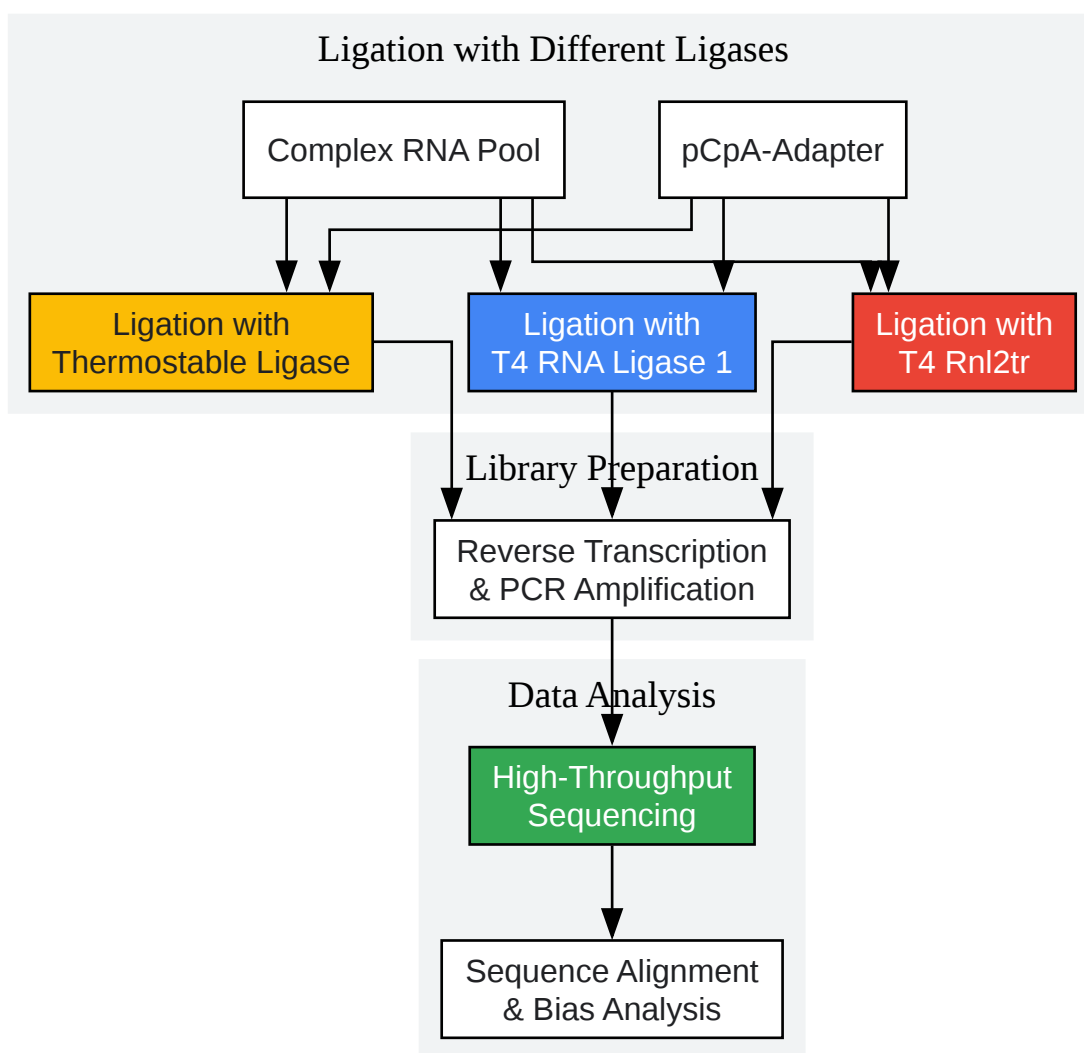 Ligation with Different Ligases
Complex RNA Pool
pCpA-Adapter
Ligation with
Thermostable Ligase
Ligation with
T4 RNA Ligase 1
Ligation with
T4 Rnl2tr
Library Preparation
Reverse Transcription
& PCR Amplification
Data Analysis
High-Throughput
Sequencing
Sequence Alignment
& Bias Analysis